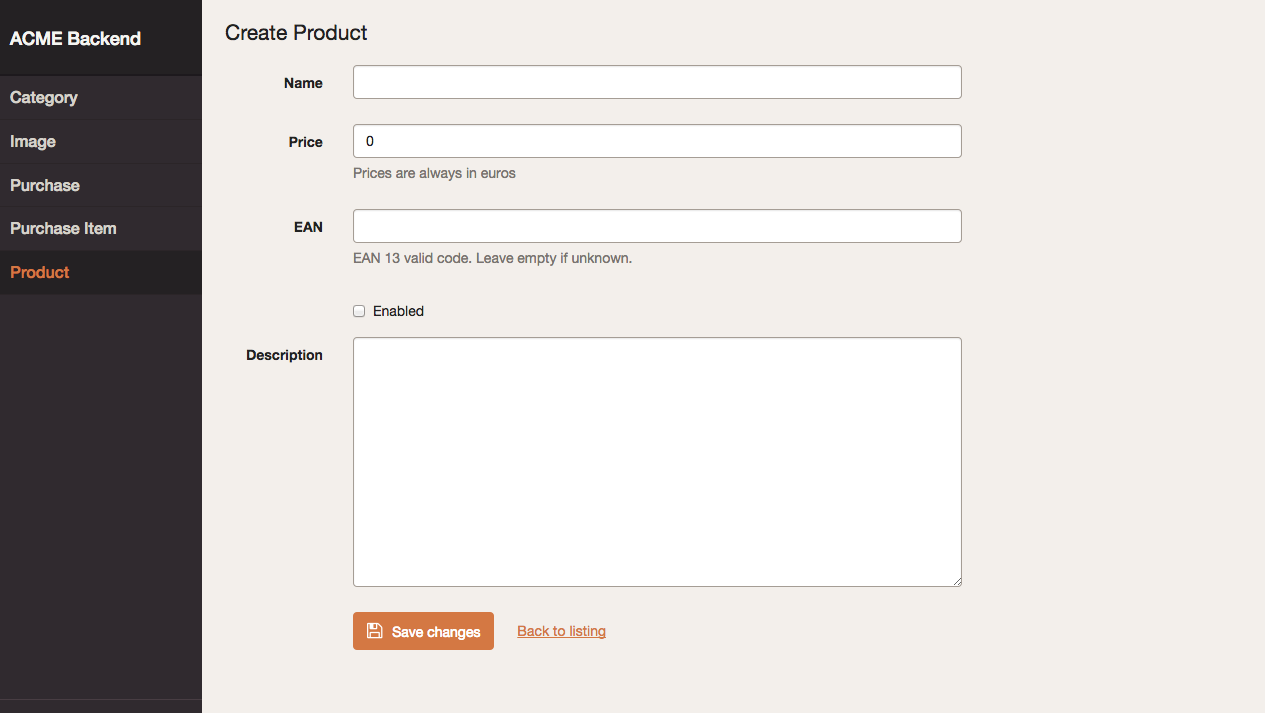 ACME Backend
Category
Image
Purchase
Purchase Item
Product
Create Product
Name
Price
0
Prices are always in euros
EAN
EAN 13 valid code. Leave empty if unknown.
Enabled
Description
Save changes
Back to listing